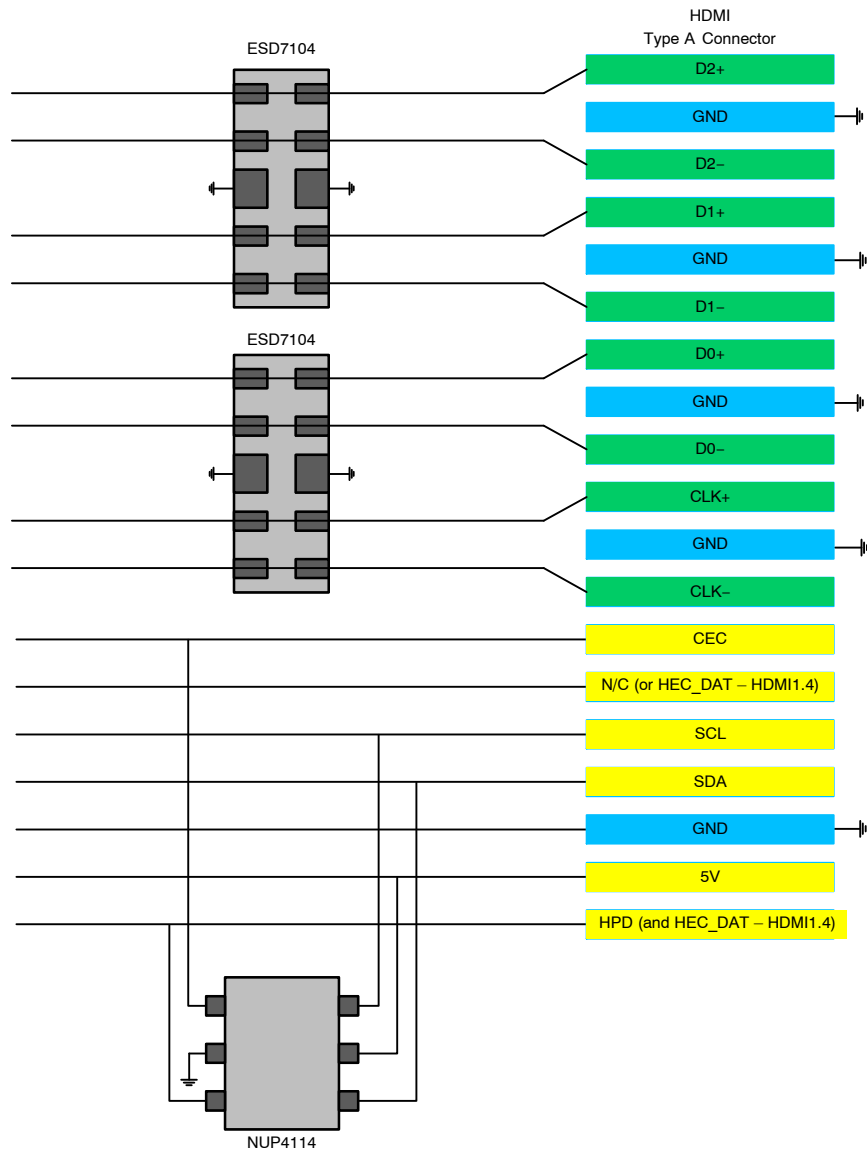 HDMI
Type A Connector
ESD7104
D2+
GND
D2−
D1+
GND
D1−
ESD7104
D0+
GND
D0−
CLK+
GND
CLK−
CEC
N/C (or HEC_DAT – HDMI1.4)
SCL
SDA
GND
5V
HPD (and HEC_DAT – HDMI1.4)
NUP4114